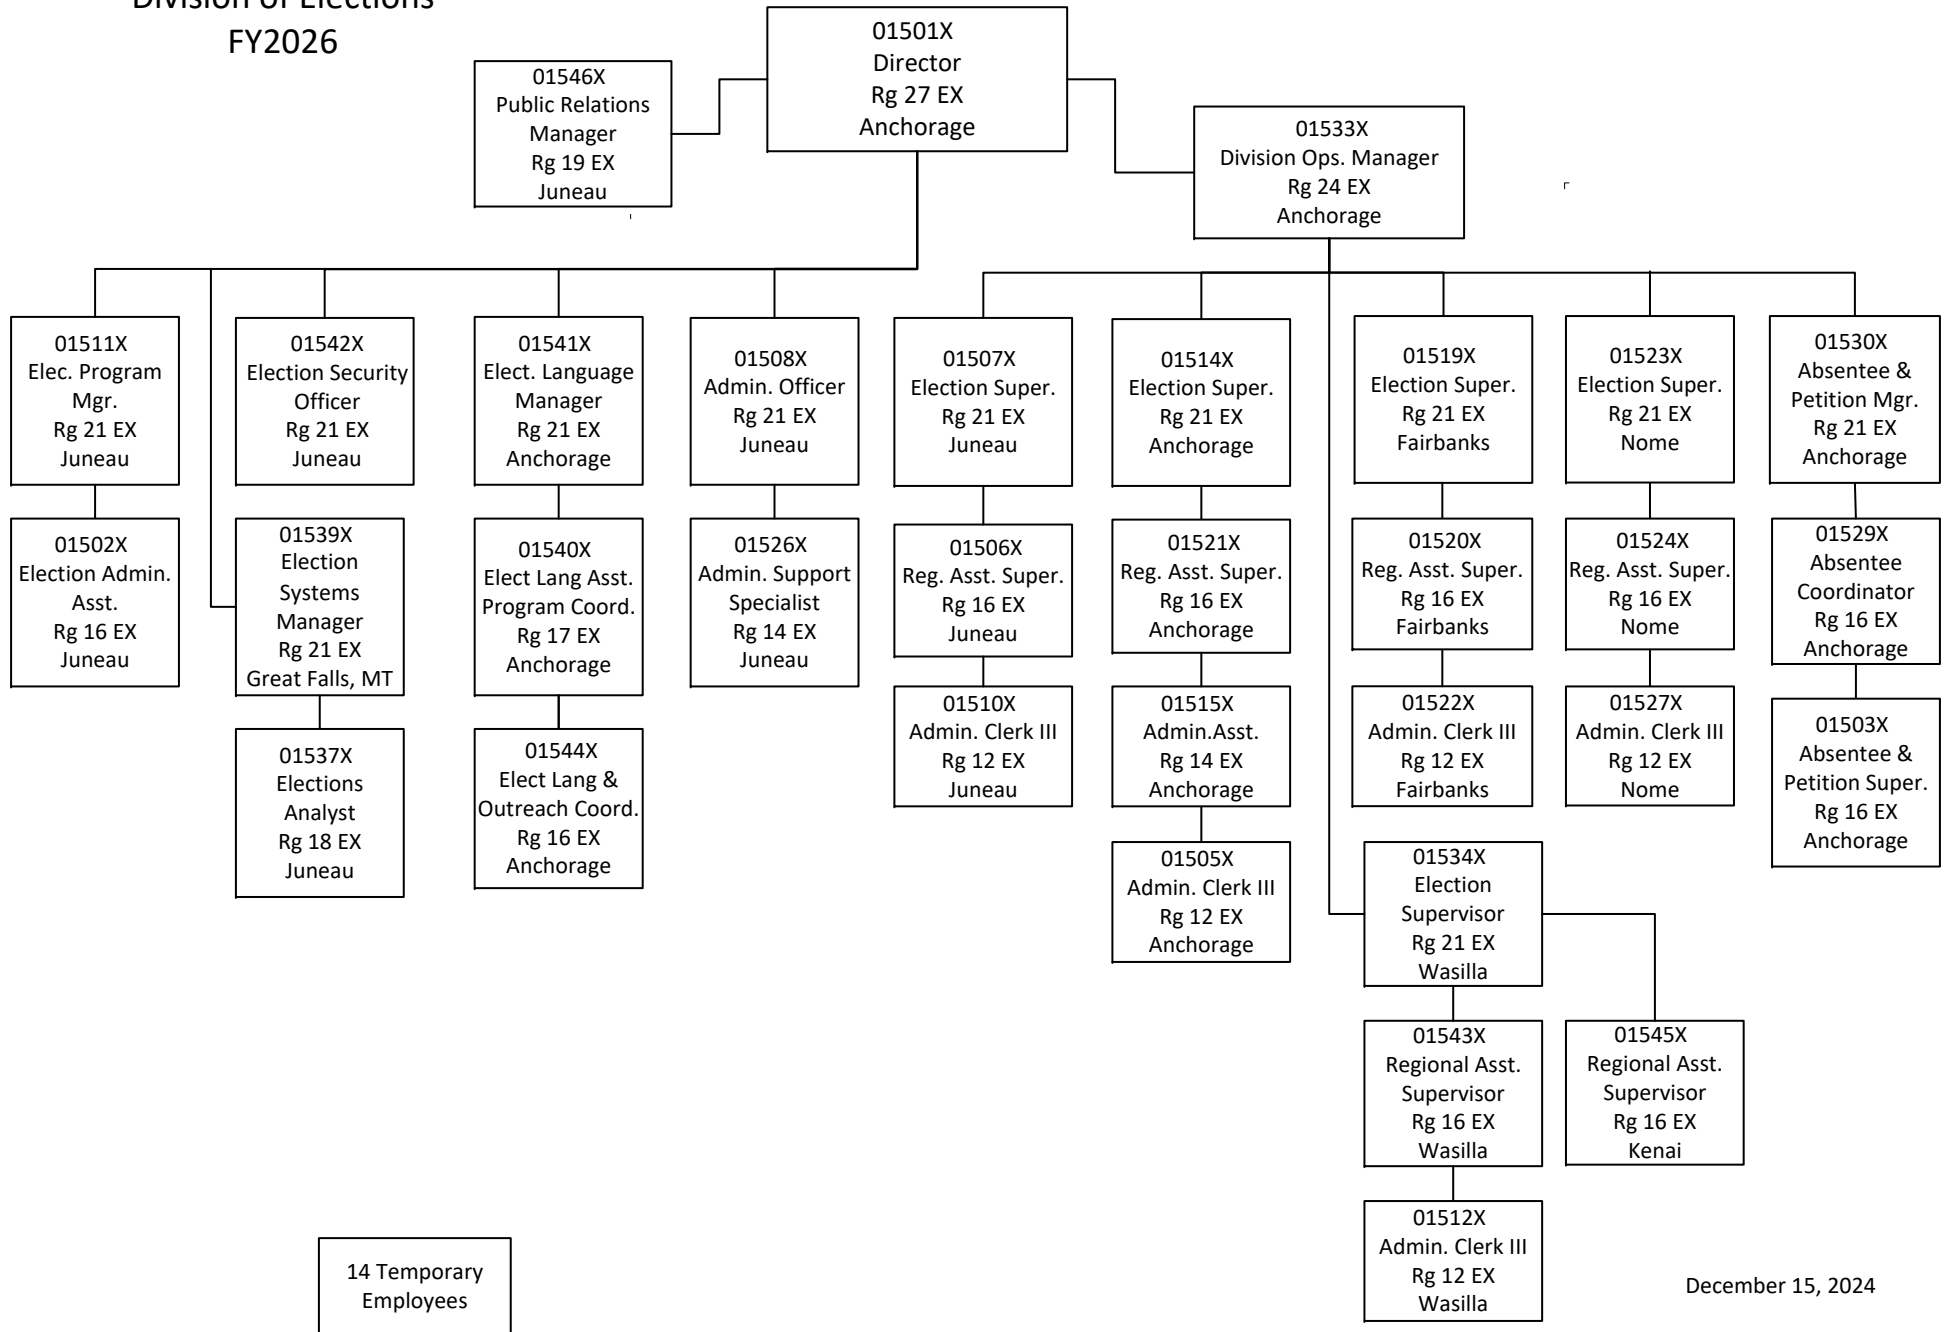 Division of Elections
FY2026
01501X
Director
Rg 27 EX
Anchorage
01546X
Public Relations
Manager
Rg 19 EX
Juneau
01533X
Division Ops. Manager
Rg 24 EX
Anchorage
01511X
Elec. Program
Mgr.
Rg 21 EX
Juneau
01542X
Election Security
Officer
Rg 21 EX
Juneau
01541X
Elect. Language
Manager
Rg 21 EX
Anchorage
01508X
Admin. Officer
Rg 21 EX
Juneau
01507X
Election Super.
Rg 21 EX
Juneau
01514X
Election Super.
Rg 21 EX
Anchorage
01519X
Election Super.
Rg 21 EX
Fairbanks
01523X
Election Super.
Rg 21 EX
Nome
01530X
Absentee &
Petition Mgr.
Rg 21 EX
Anchorage
01502X
Election Admin.
Asst.
Rg 16 EX
Juneau
01539X
Election
Systems
Manager
Rg 21 EX
Great Falls, MT
01540X
Elect Lang Asst.
Program Coord.
Rg 17 EX
Anchorage
01526X
Admin. Support
Specialist
Rg 14 EX
Juneau
01506X
Reg. Asst. Super.
Rg 16 EX
Juneau
01521X
Reg. Asst. Super.
Rg 16 EX
Anchorage
01520X
Reg. Asst. Super.
Rg 16 EX
Fairbanks
01524X
Reg. Asst. Super.
Rg 16 EX
Nome
01529X
Absentee
Coordinator
Rg 16 EX
Anchorage
01537X
Elections
Analyst
Rg 18 EX
Juneau
01544X
Elect Lang &
Outreach Coord.
Rg 16 EX
Anchorage
01510X
Admin. Clerk III
Rg 12 EX
Juneau
01515X
Admin.Asst.
Rg 14 EX
Anchorage
01522X
Admin. Clerk III
Rg 12 EX
Fairbanks
01527X
Admin. Clerk III
Rg 12 EX
Nome
01503X
Absentee &
Petition Super.
Rg 16 EX
Anchorage
01505X
Admin. Clerk III
Rg 12 EX
Anchorage
01534X
Election
Supervisor
Rg 21 EX
Wasilla
01543X
Regional Asst.
Supervisor
Rg 16 EX
Wasilla
01545X
Regional Asst.
Supervisor
Rg 16 EX
Kenai
01512X
Admin. Clerk III
Rg 12 EX
Wasilla
14 Temporary
Employees
December 15, 2024